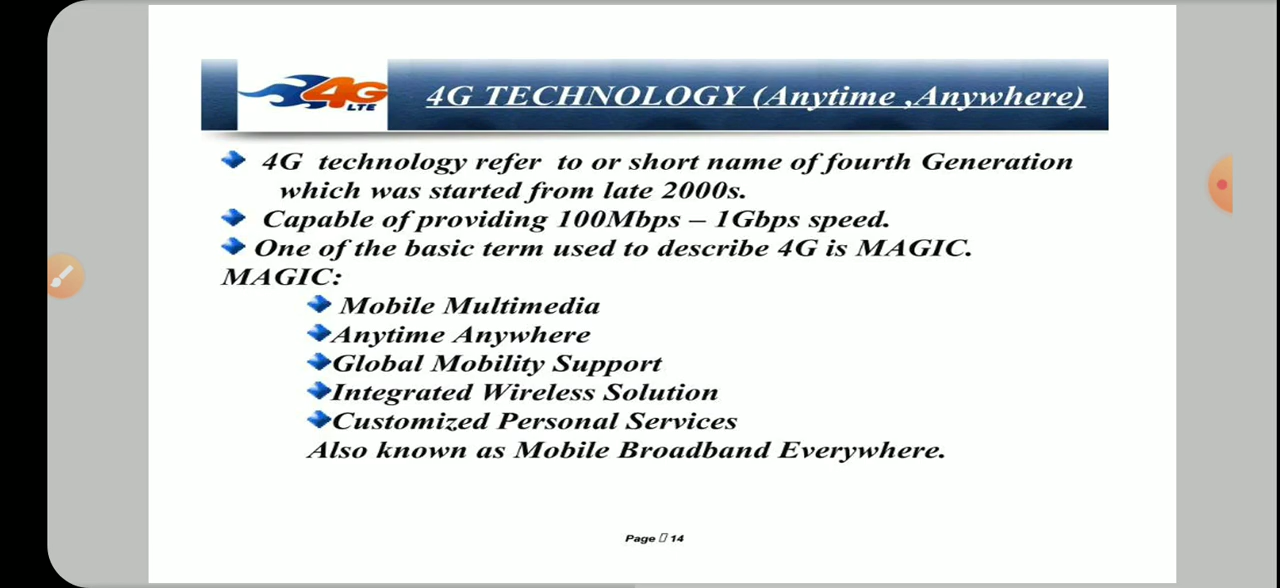 4G
LTE
4G TECHNOLOGY (Anytime ,Anywhere)
4G technology refer to or short name of fourth Generation
which was started from late 2000s.
Capable of providing 100Mbps – 1Gbps speed.
One of the basic term used to describe 4G is MAGIC.
MAGIC:
Mobile Multimedia
Anytime Anywhere
Global Mobility Support
Integrated Wireless Solution
Customized Personal Services
Also known as Mobile Broadband Everywhere.
Page 14